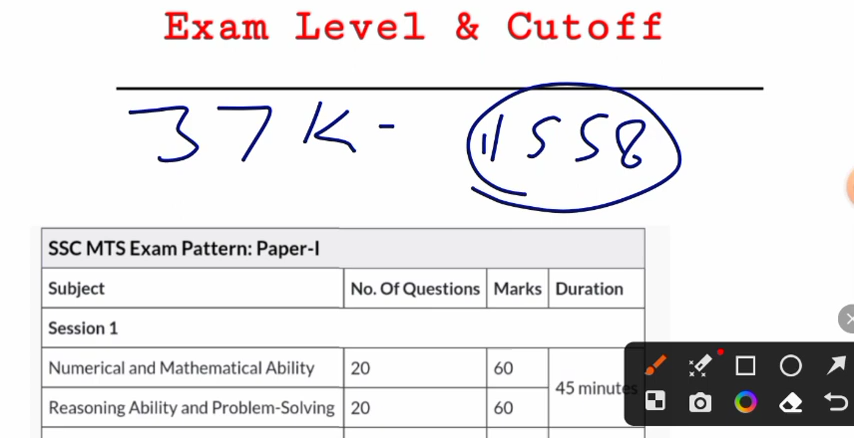 Exam Level & Cutoff
37K- 11558
SSC MTS Exam Pattern: Paper-I
Subject No. Of Questions Marks Duration
Session 1
Numerical and Mathematical Ability 20 60
45 minutes
Reasoning Ability and Problem-Solving 20 60